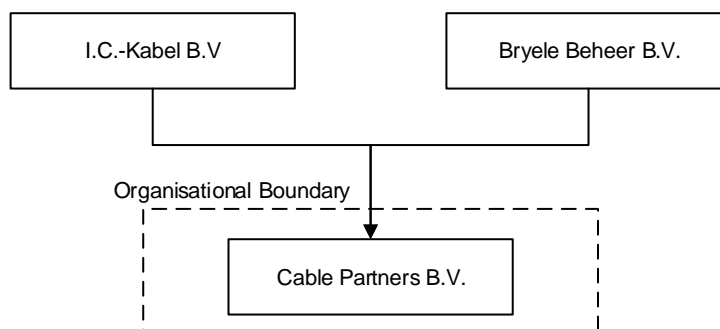 I.C.-Kabel B.V
Bryele Beheer B.V.
Organisational Boundary
Cable Partners B.V.